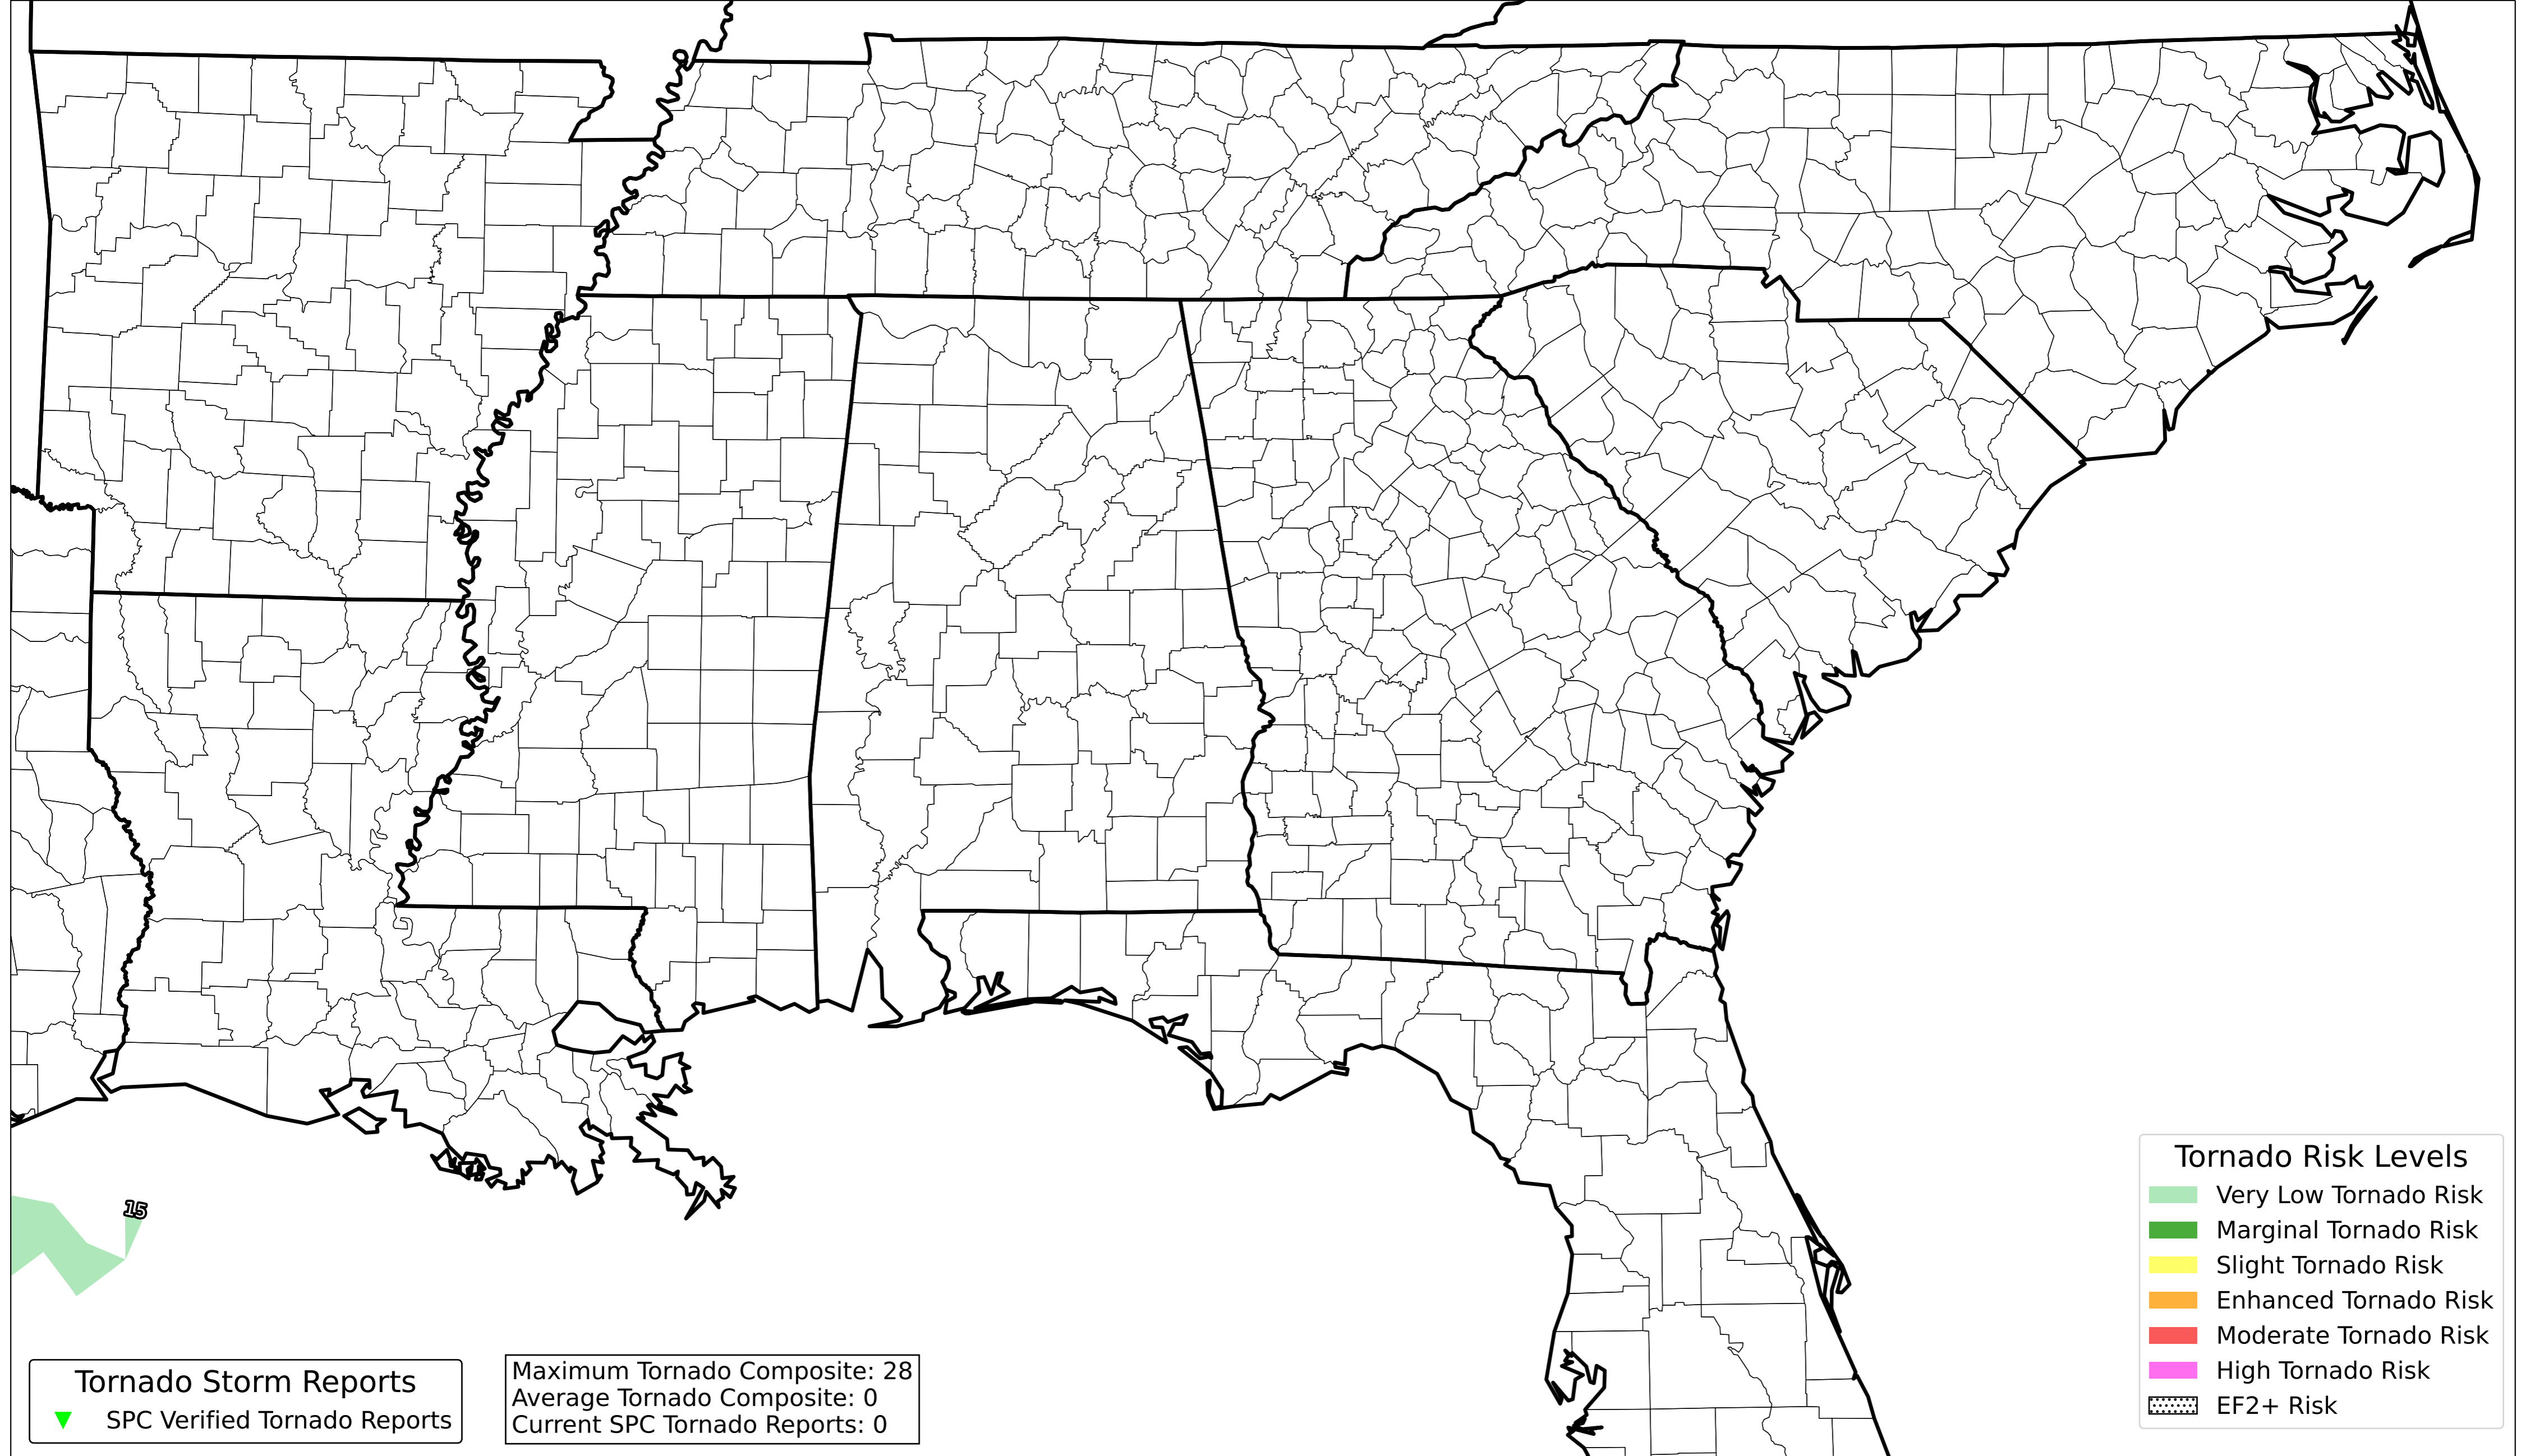 15
Tornado Risk Levels
Very Low Tornado Risk
Marginal Tornado Risk
Slight Tornado Risk
Enhanced Tornado Risk
Moderate Tornado Risk
High Tornado Risk
EF2+ Risk
Tornado Storm Reports
SPC Verified Tornado Reports
Maximum Tornado Composite: 28
Average Tornado Composite: 0
Current SPC Tornado Reports: 0